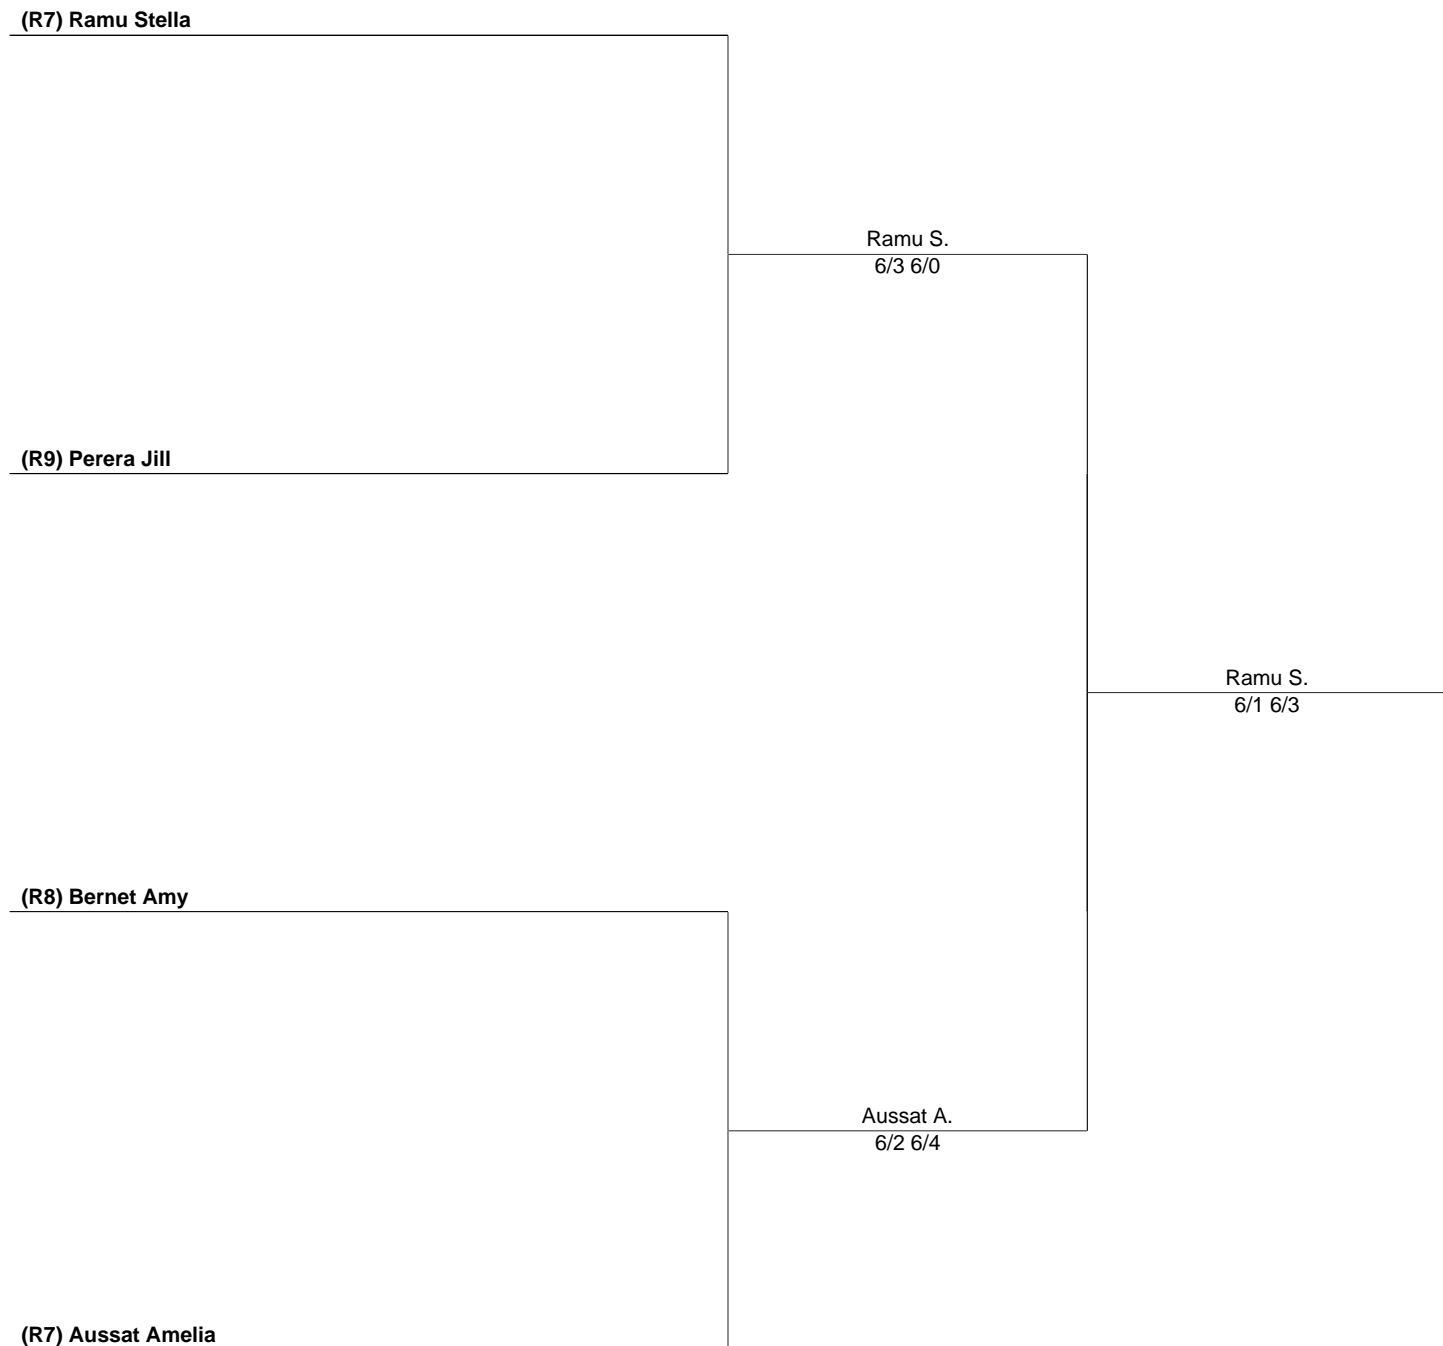 (R7) Ramu Stella
Ramu S.
6/3 6/0
(R9) Perera Jill
Ramu S.
6/1 6/3
(R8) Bernet Amy
Aussat A.
6/2 6/4
(R7) Aussat Amelia